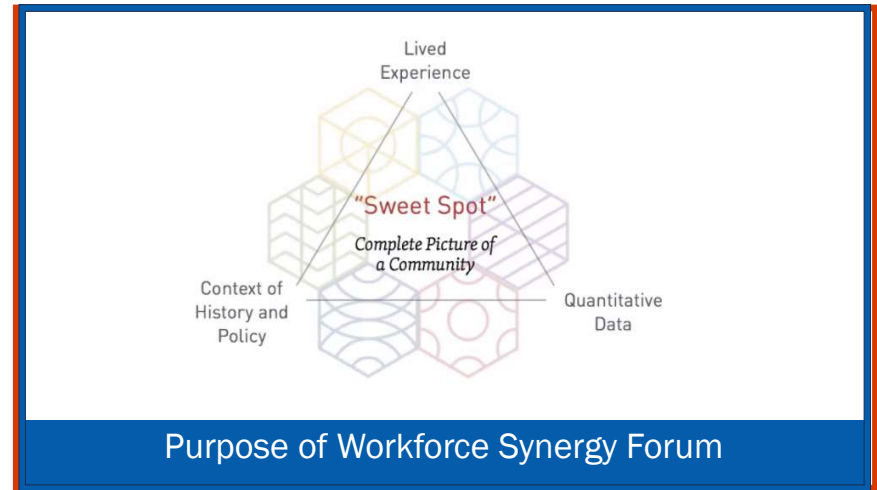 Lived
Experience
"Sweet Spot"
Complete Picture of
a Community
Context of
History and
Policy
Quantitative
Data
Purpose of Workforce Synergy Forum